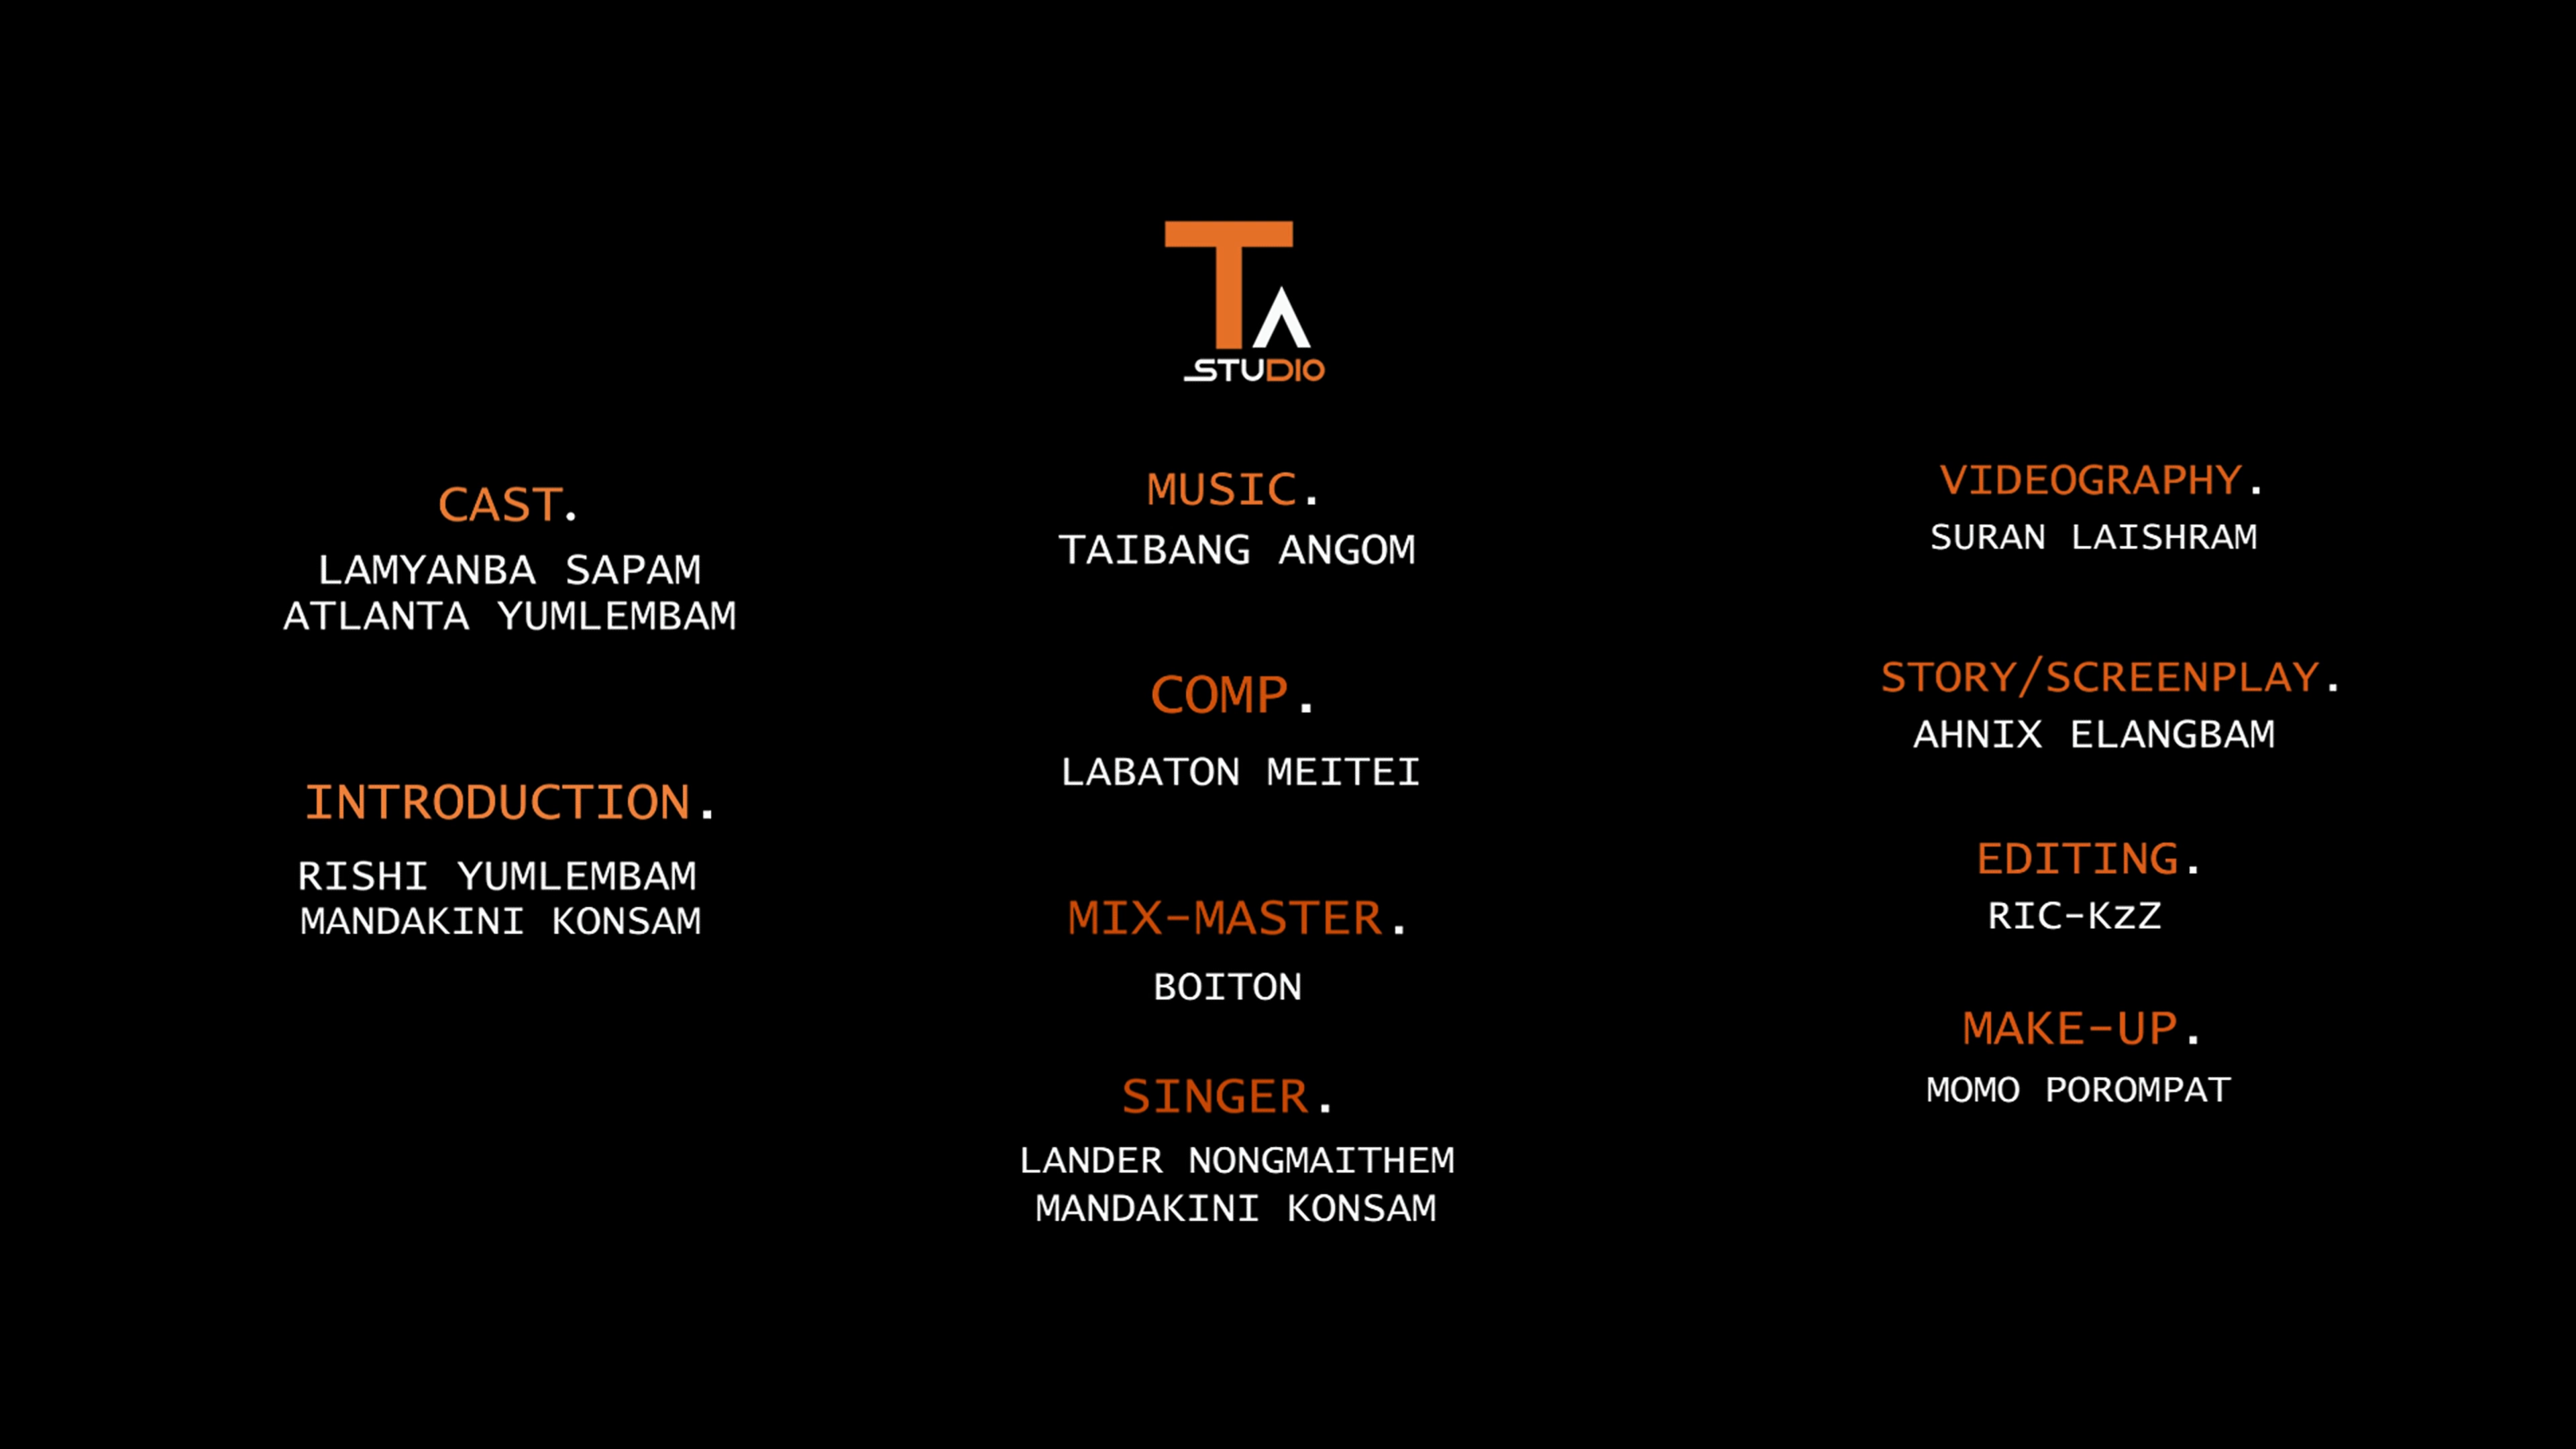 TA
STUDIO
CAST.
LAMYANBA SAPAM
ATLANTA YUMLEMBAM
INTRODUCTION.
RISHI YUMLEMBAM
MANDAKINI KONSAM
MUSIC.
TAIBANG ANGOM
COMP.
LABATON MEITEI
MIX-MASTER.
BOITON
SINGER.
LANDER NONGMAITHEM
MANDAKINI KONSAM
VIDEOGRAPHY.
SURAN LAISHRAM
STORY/SCREENPLAY.
AHNIX ELANGBAM
EDITING.
RIC-KzZ
MAKE-UP.
MOMO POROMPAT